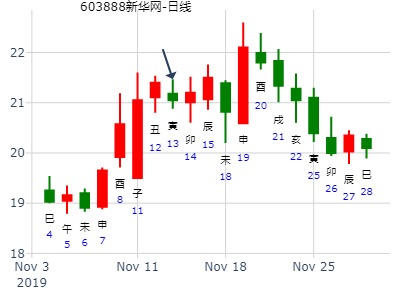 603888新华网-日线
22
21
20
19
18
巳
4
午
5
未
6
申
7
酉
8
子
11
丑
12
寅
13
卯
14
辰
15
未
18
申
19
酉
20
戌
21
亥
22
寅
25
卯
26
辰
27
巳
28
Nov 3
2019
Nov 11
Nov 18
Nov 25